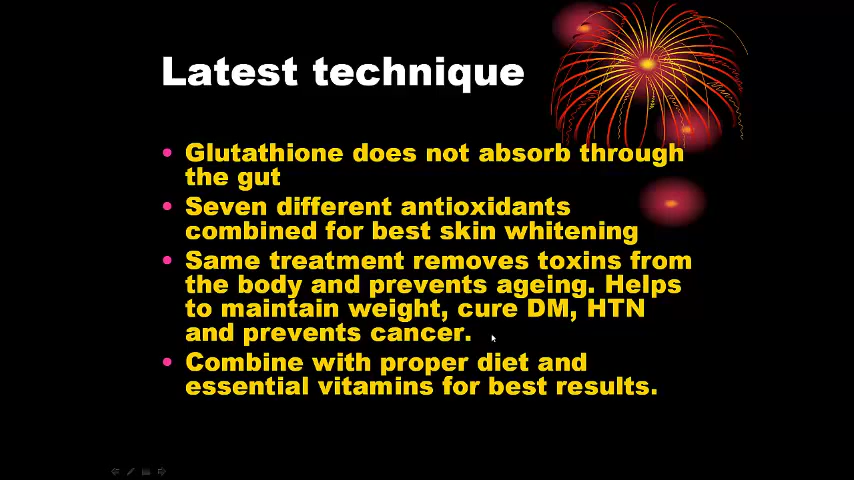 Latest technique
• Glutathione does not absorb through
the gut
• Seven different antioxidants
combined for best skin whitening
• Same treatment removes toxins from
the body and prevents ageing. Helps
to maintain weight, cure DM, HTN
and prevents cancer.
• Combine with proper diet and
essential vitamins for best results.